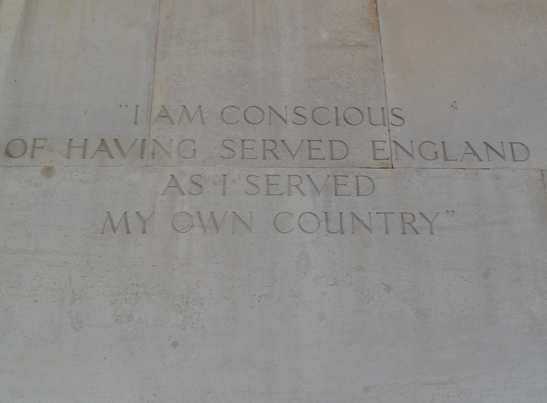 "I AM CONSCIOUS
OF HAVING SERVED ENGLAND
AS I SERVED
MY OWN COUNTRY"